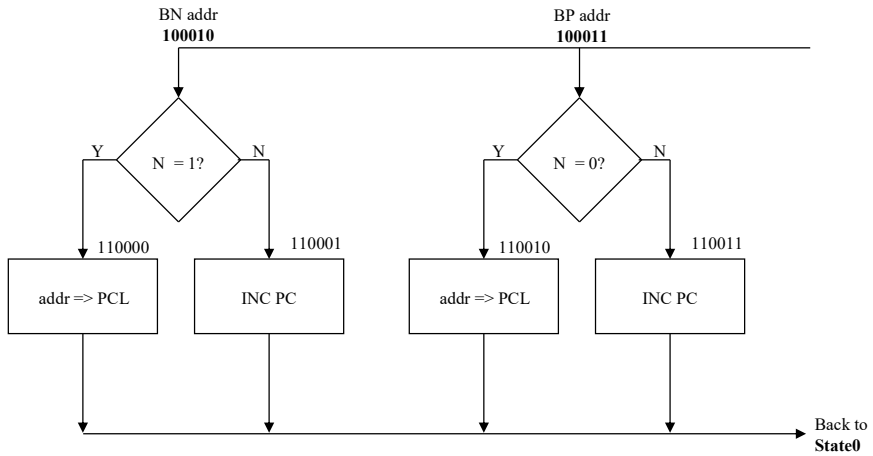 BN addr
100010
BP addr
100011
Y
N = 1?
N
Y
N = 0?
N
110000
110001
110010
110011
addr => PCL
INC PC
addr => PCL
INC PC
Back to
State0